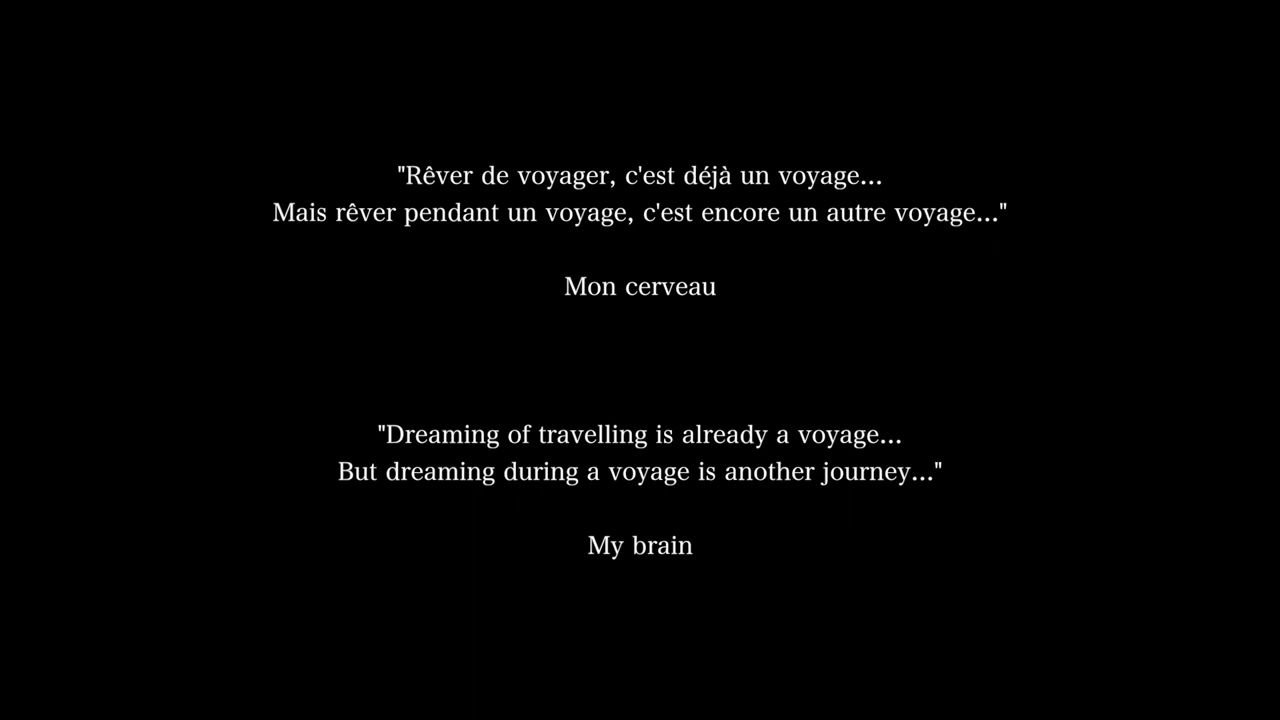 "Rêver de voyager, c'est déjà un voyage...
Mais rêver pendant un voyage, c'est encore un autre voyage..."
Mon cerveau
"Dreaming of travelling is already a voyage...
But dreaming during a voyage is another journey..."
My brain